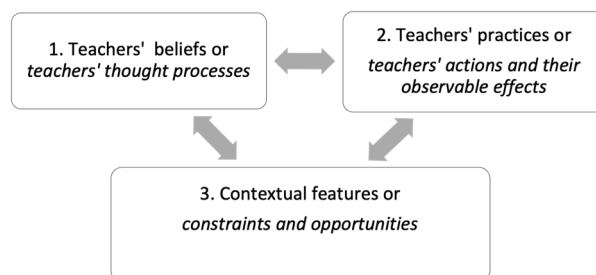 1. Teachers' beliefs or
teachers' thought processes
2. Teachers' practices or
teachers' actions and their
observable effects
3. Contextual features or
constraints and opportunities